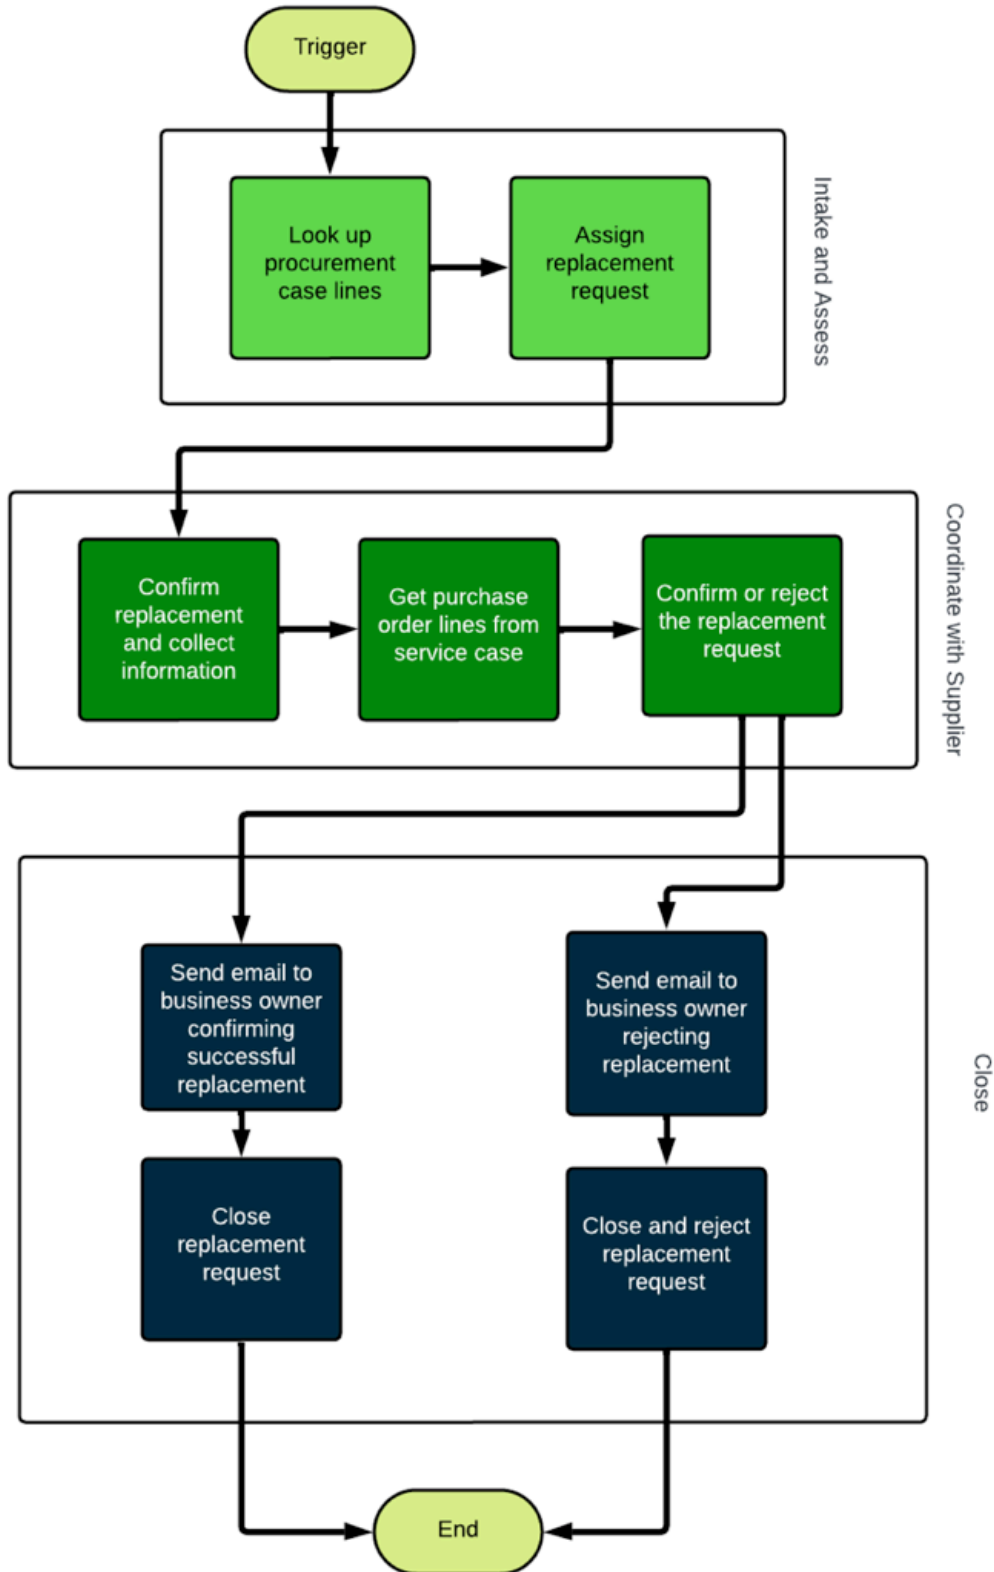 Trigger
Look up
procurement
case lines
Assign
replacement
request
Intake and Assess
Confirm
replacement
and collect
information
Get purchase
order lines from
service case
Confirm or reject
the replacement
request
Coordinate with Supplier
Send email to
business owner
confirming
successful
replacement
Send email to
business owner
rejecting
replacement
Close
Close
replacement
request
Close and reject
replacement
request
End